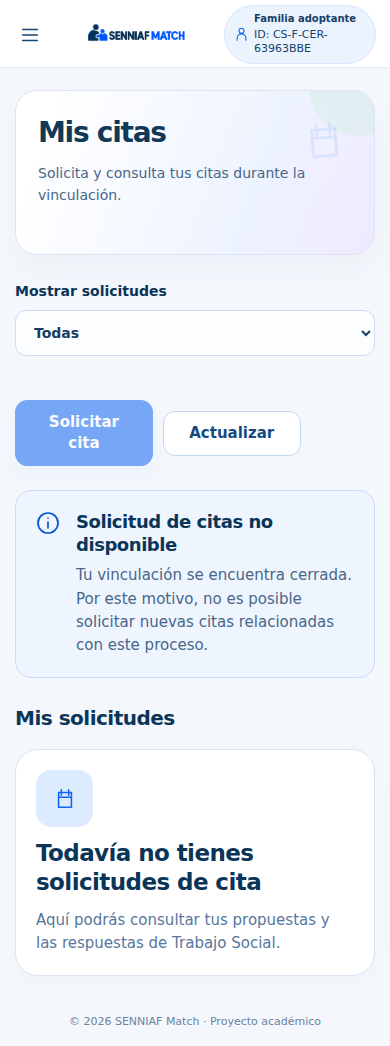 SENNIAF MATCH
Familia adoptante
ID: CS-F-CER-
63963BBE
Mis citas
Solicita y consulta tus citas durante la
vinculación.
Mostrar solicitudes
Todas
Solicitar
cita
Actualizar
Solicitud de citas no
disponible
Tu vinculación se encuentra cerrada.
Por este motivo, no es posible
solicitar nuevas citas relacionadas
con este proceso.
Mis solicitudes
Todavía no tienes
solicitudes de cita
Aquí podrás consultar tus propuestas y
las respuestas de Trabajo Social.
© 2026 SENNIAF Match · Proyecto académico